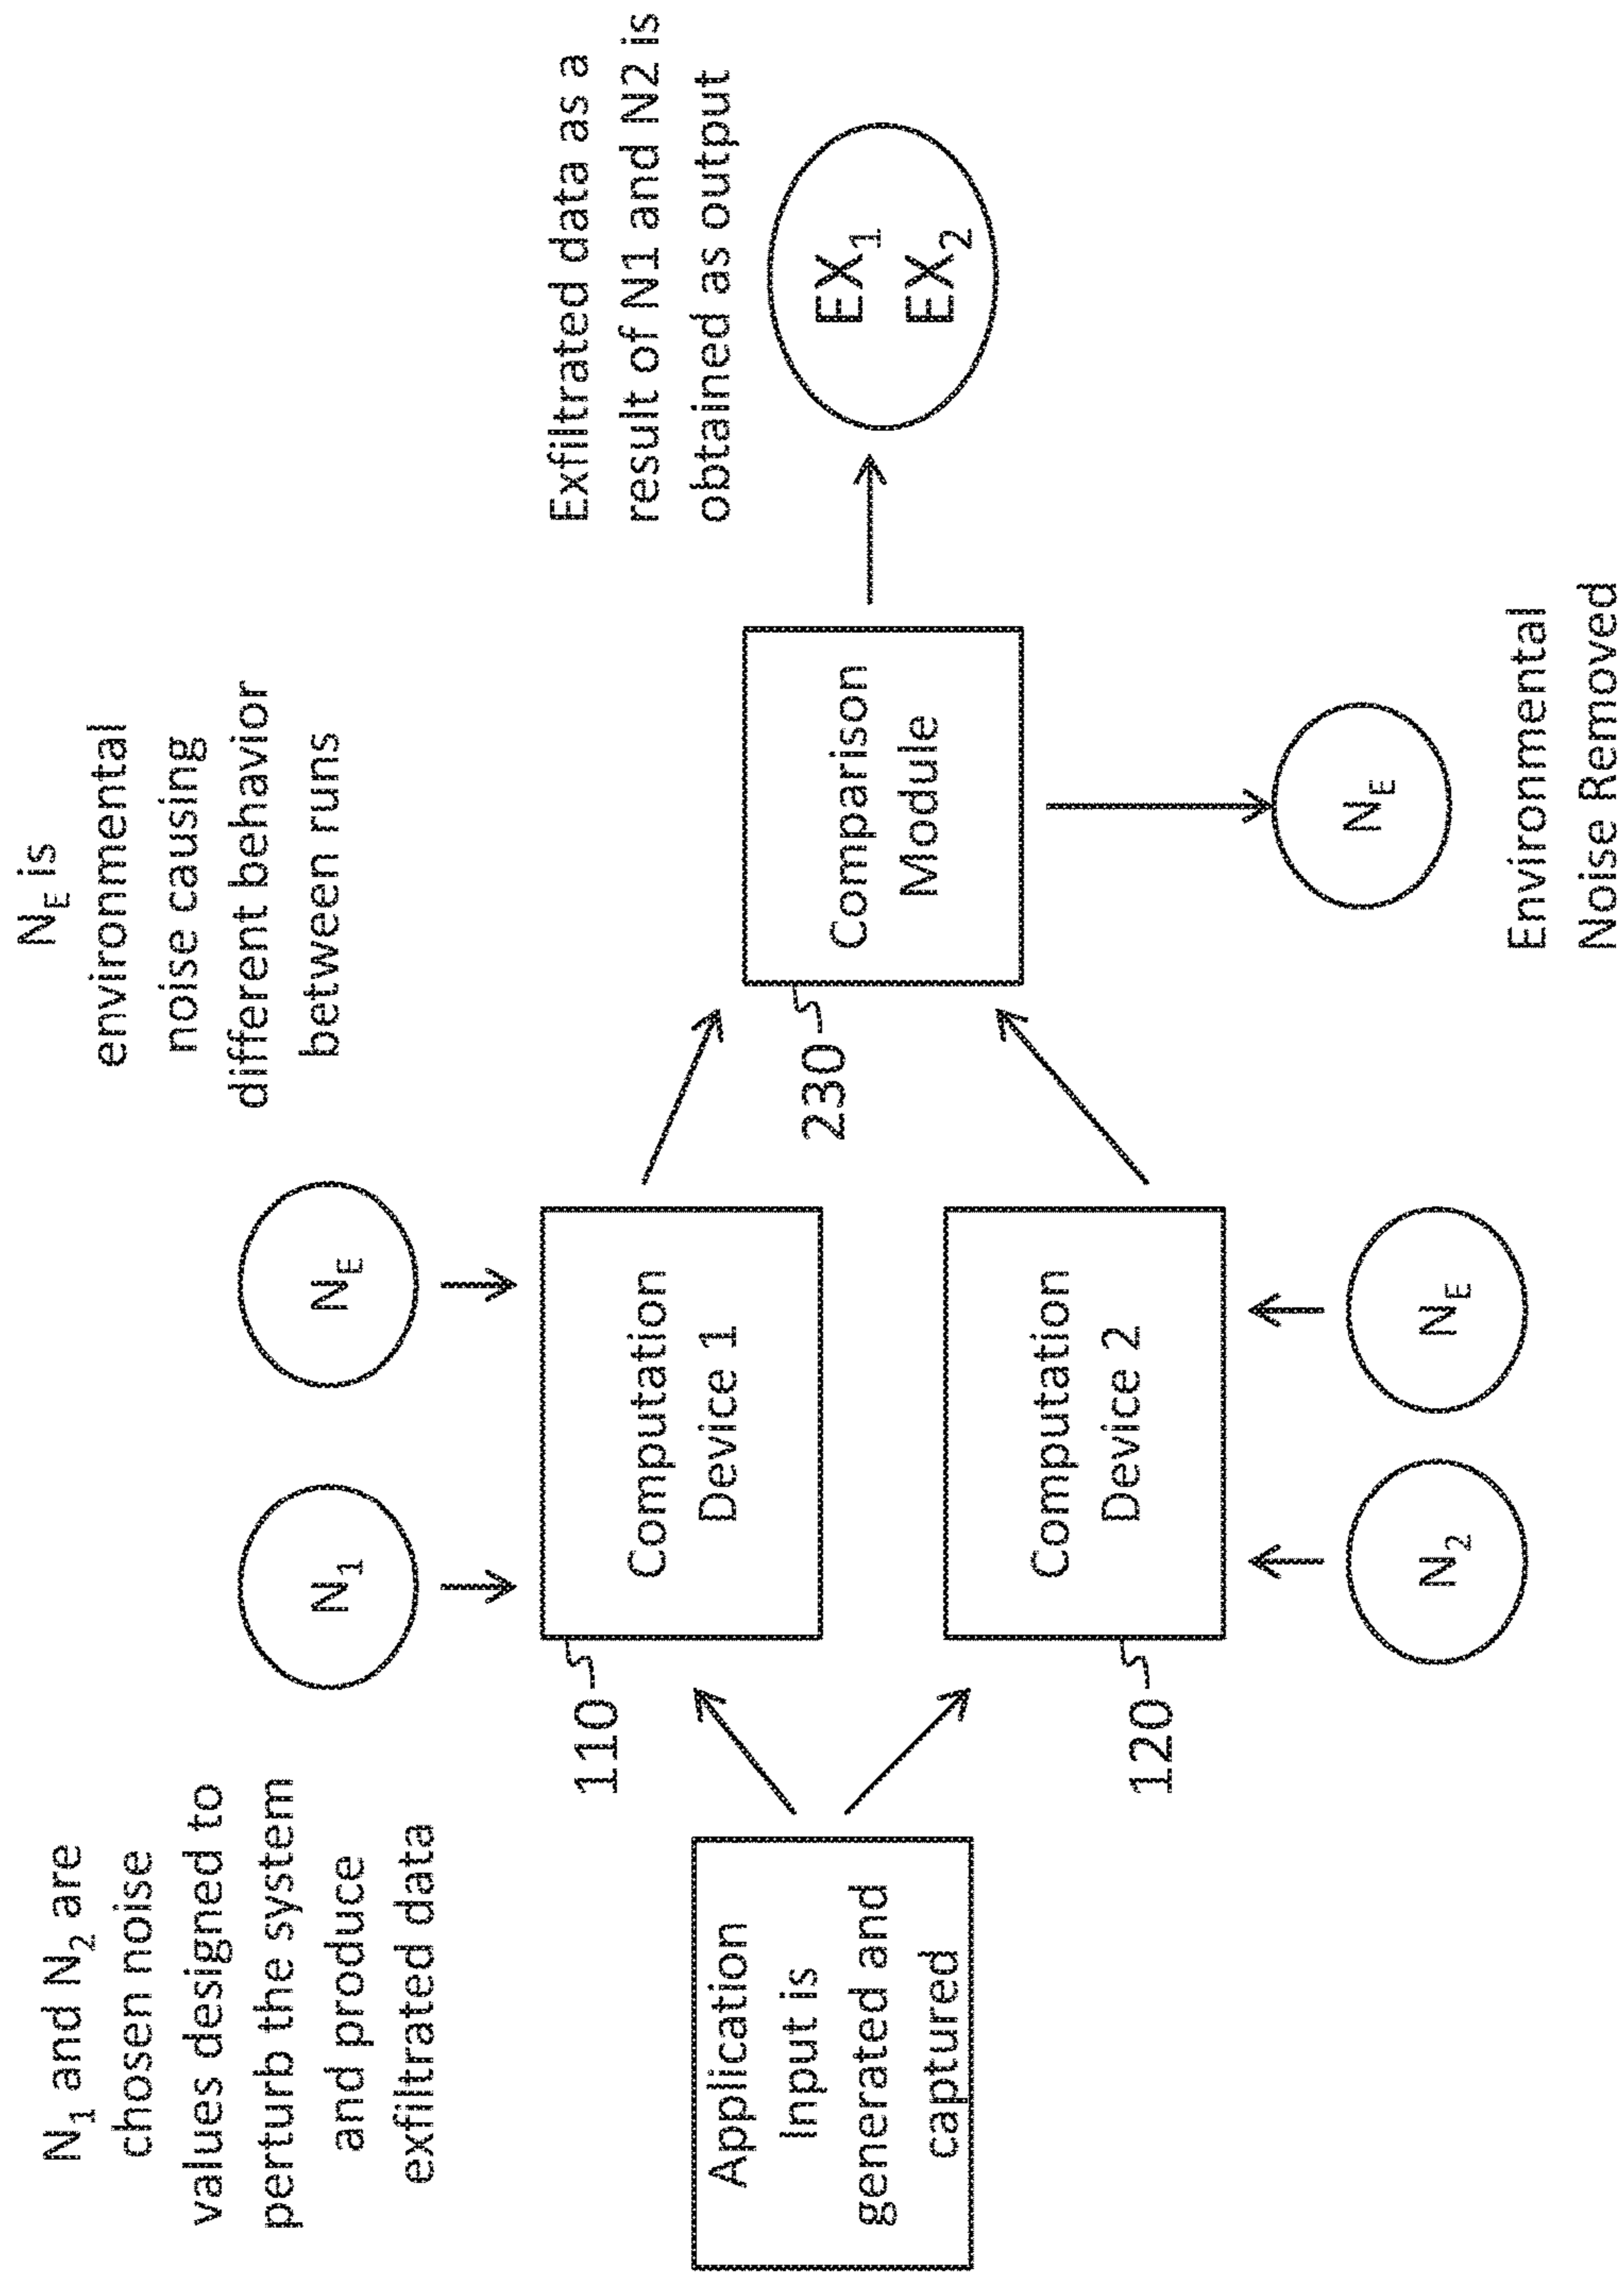 N1 and N2 are
chosen noise
values designed to
perturb the system
and produce
exfiltrated data
NE is
environmental
noise causing
different behavior
between runs
N1
NE
Application
Input is
generated and
captured
110
Computation
Device 1
120
Computation
Device 2
N2
NE
230
Comparison
Module
NE
Environmental
Noise Removed
Exfiltrated data as a
result of N1 and N2 is
obtained as output
EX1
EX2